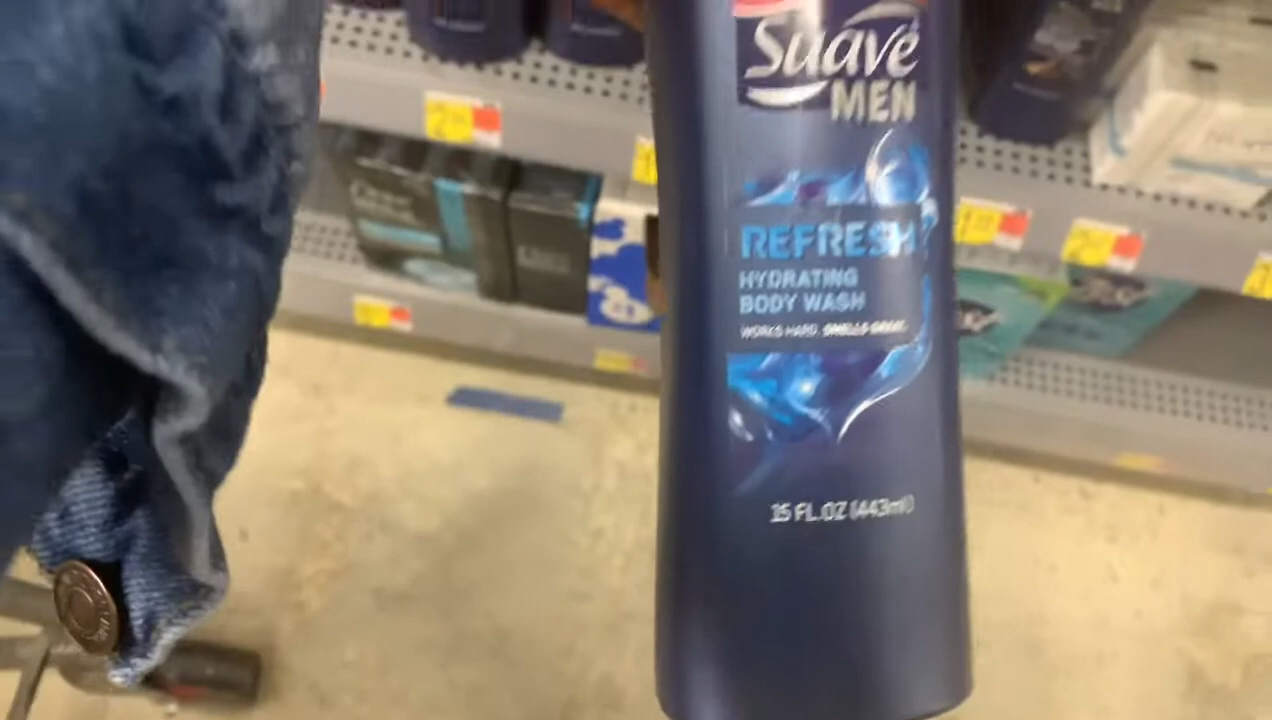 Suave
MEN
REFRESH
HYDRATING
BODY WASH
WORKS HARD. SMELLS GREAT.
15 FL.OZ (443ml)